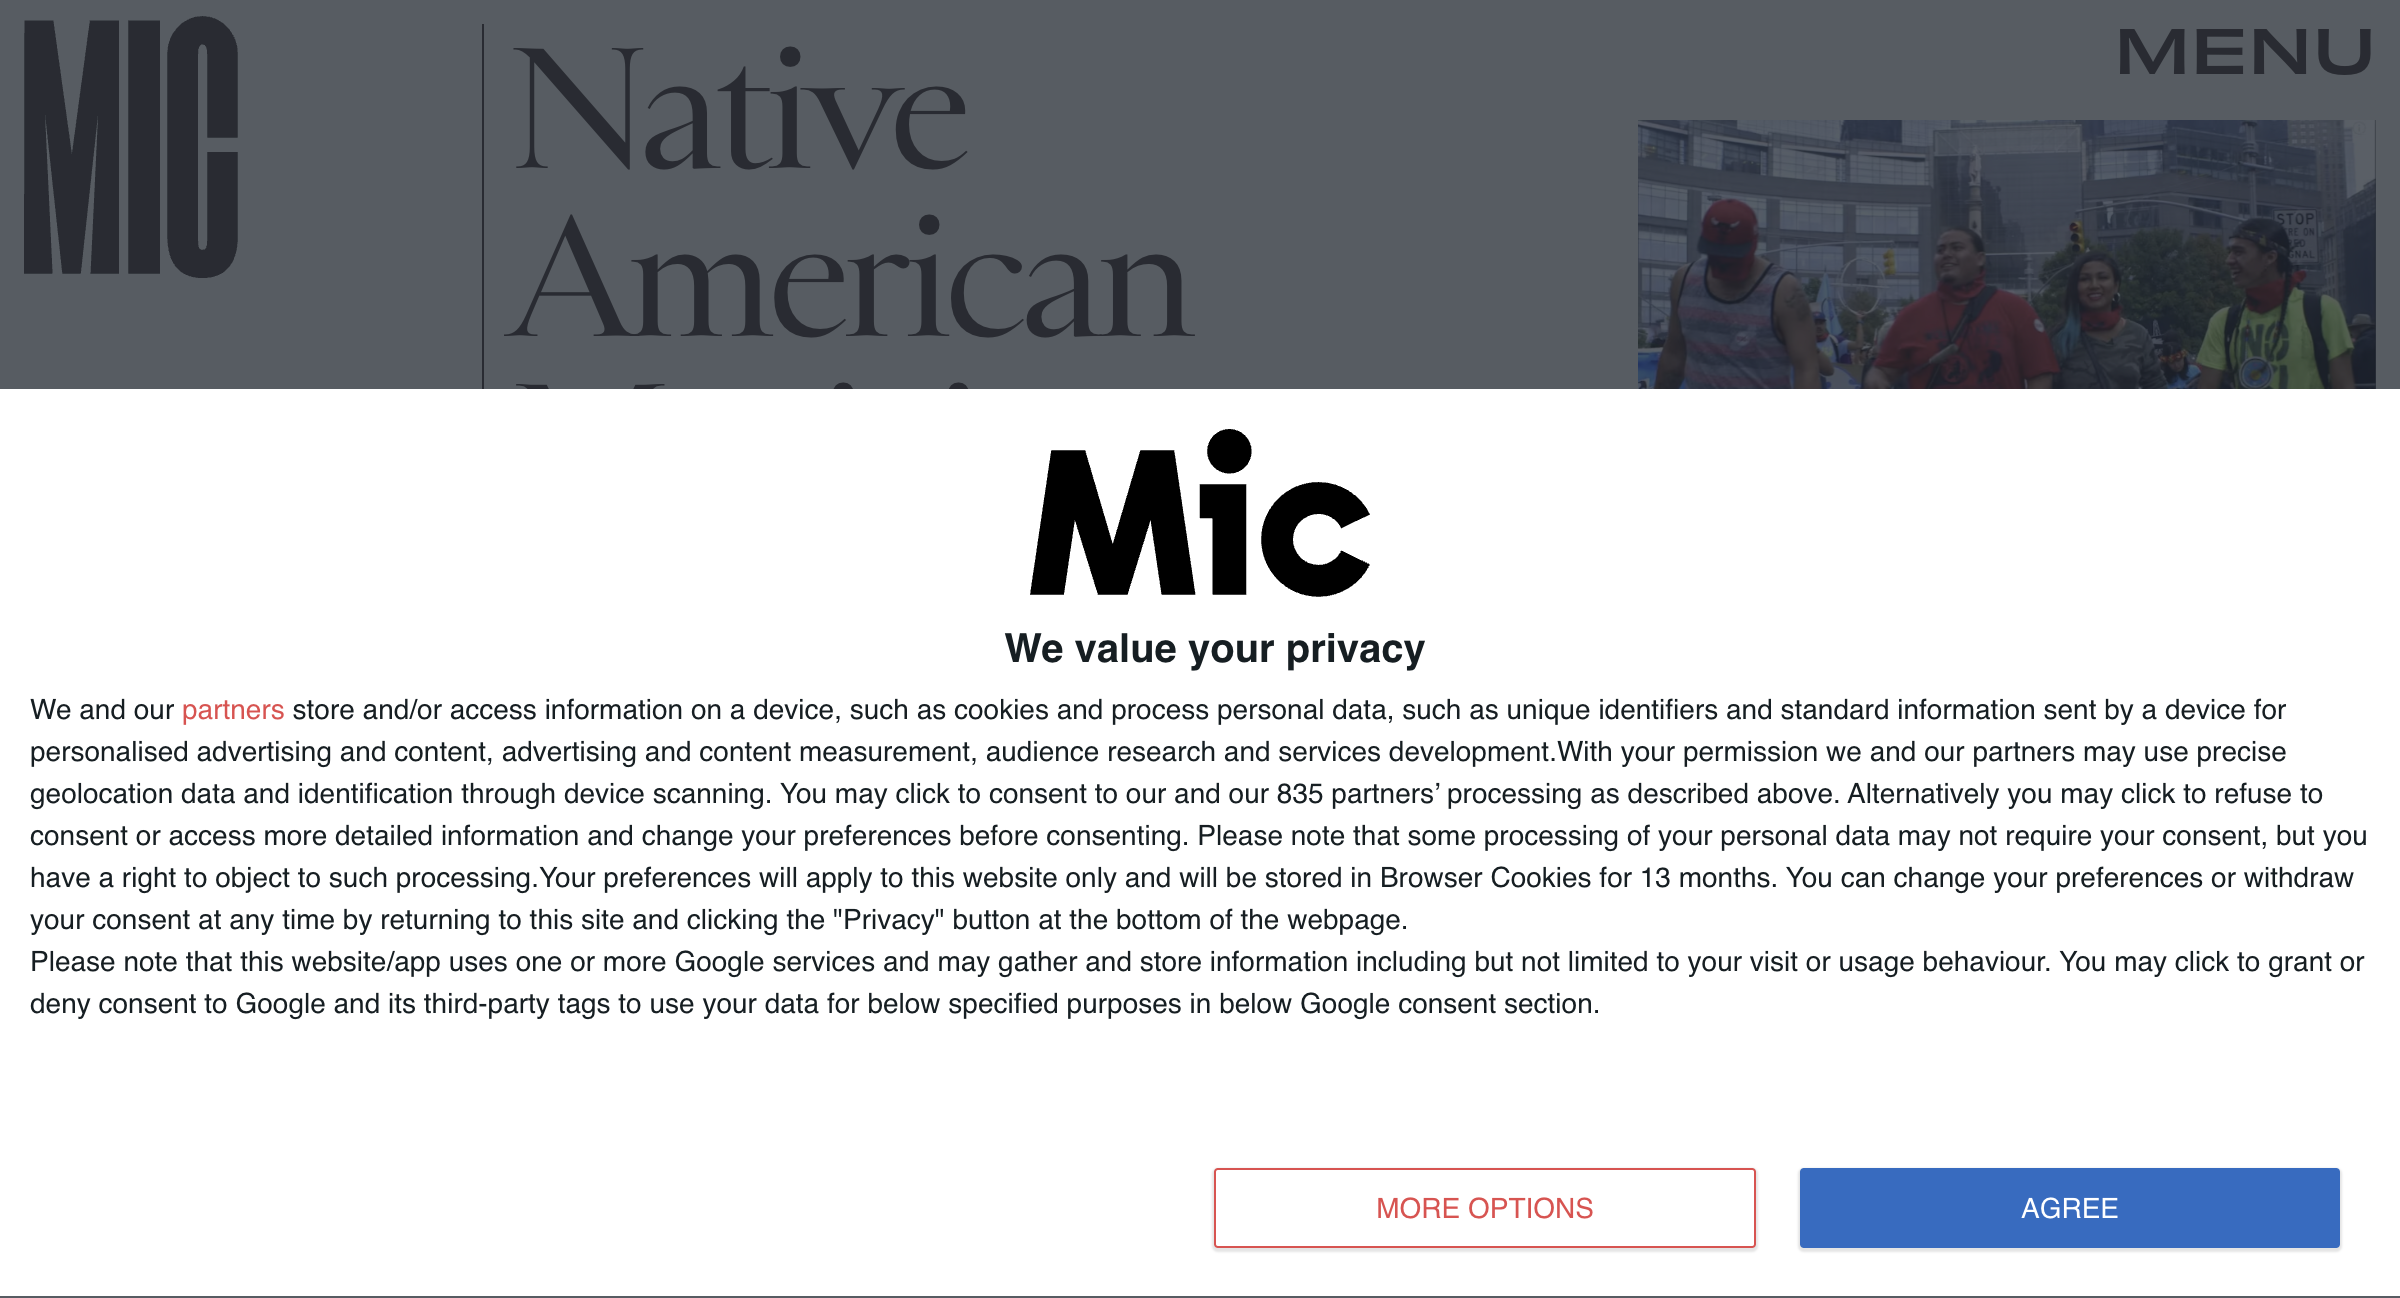 MIC
MENU
Native
American
STOP
Mic
We value your privacy
We and our partners store and/or access information on a device, such as cookies and process personal data, such as unique identifiers and standard information sent by a device for
personalised advertising and content, advertising and content measurement, audience research and services development.With your permission we and our partners may use precise
geolocation data and identification through device scanning. You may click to consent to our and our 835 partners’ processing as described above. Alternatively you may click to refuse to
consent or access more detailed information and change your preferences before consenting. Please note that some processing of your personal data may not require your consent, but you
have a right to object to such processing.Your preferences will apply to this website only and will be stored in Browser Cookies for 13 months. You can change your preferences or withdraw
your consent at any time by returning to this site and clicking the "Privacy" button at the bottom of the webpage.
Please note that this website/app uses one or more Google services and may gather and store information including but not limited to your visit or usage behaviour. You may click to grant or
deny consent to Google and its third-party tags to use your data for below specified purposes in below Google consent section.
MORE OPTIONS
AGREE